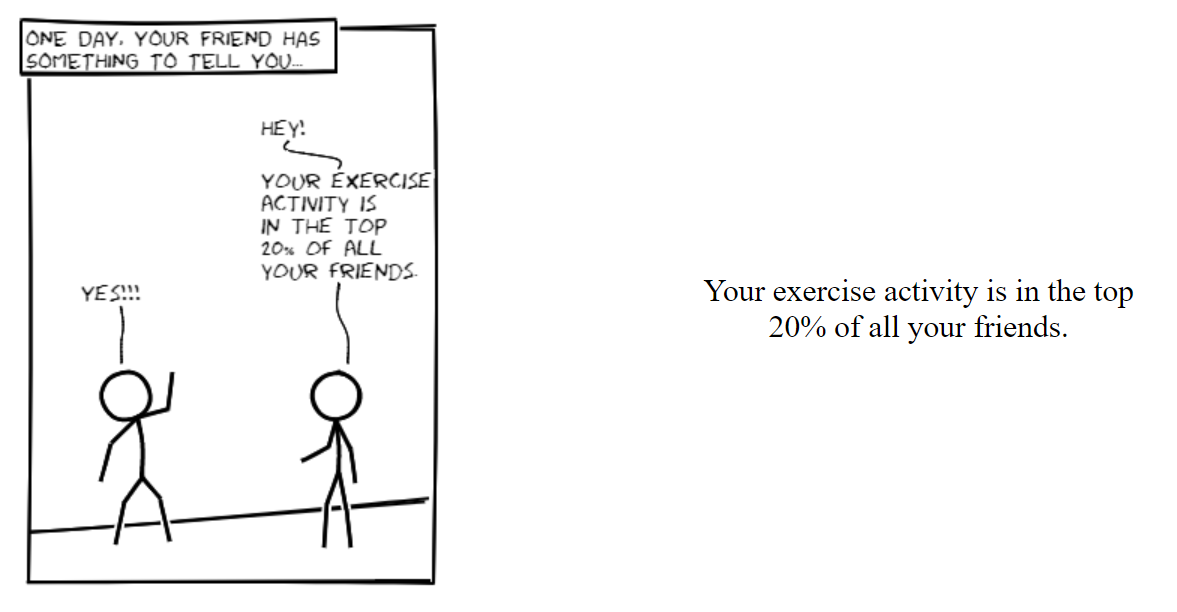 ONE DAY, YOUR FRIEND HAS
SOMETHING TO TELL YOU...
HEY!
YOUR EXERCISE
ACTIVITY IS
IN THE TOP
20% OF ALL
YOUR FRIENDS.
YES!!!
Your exercise activity is in the top
20% of all your friends.